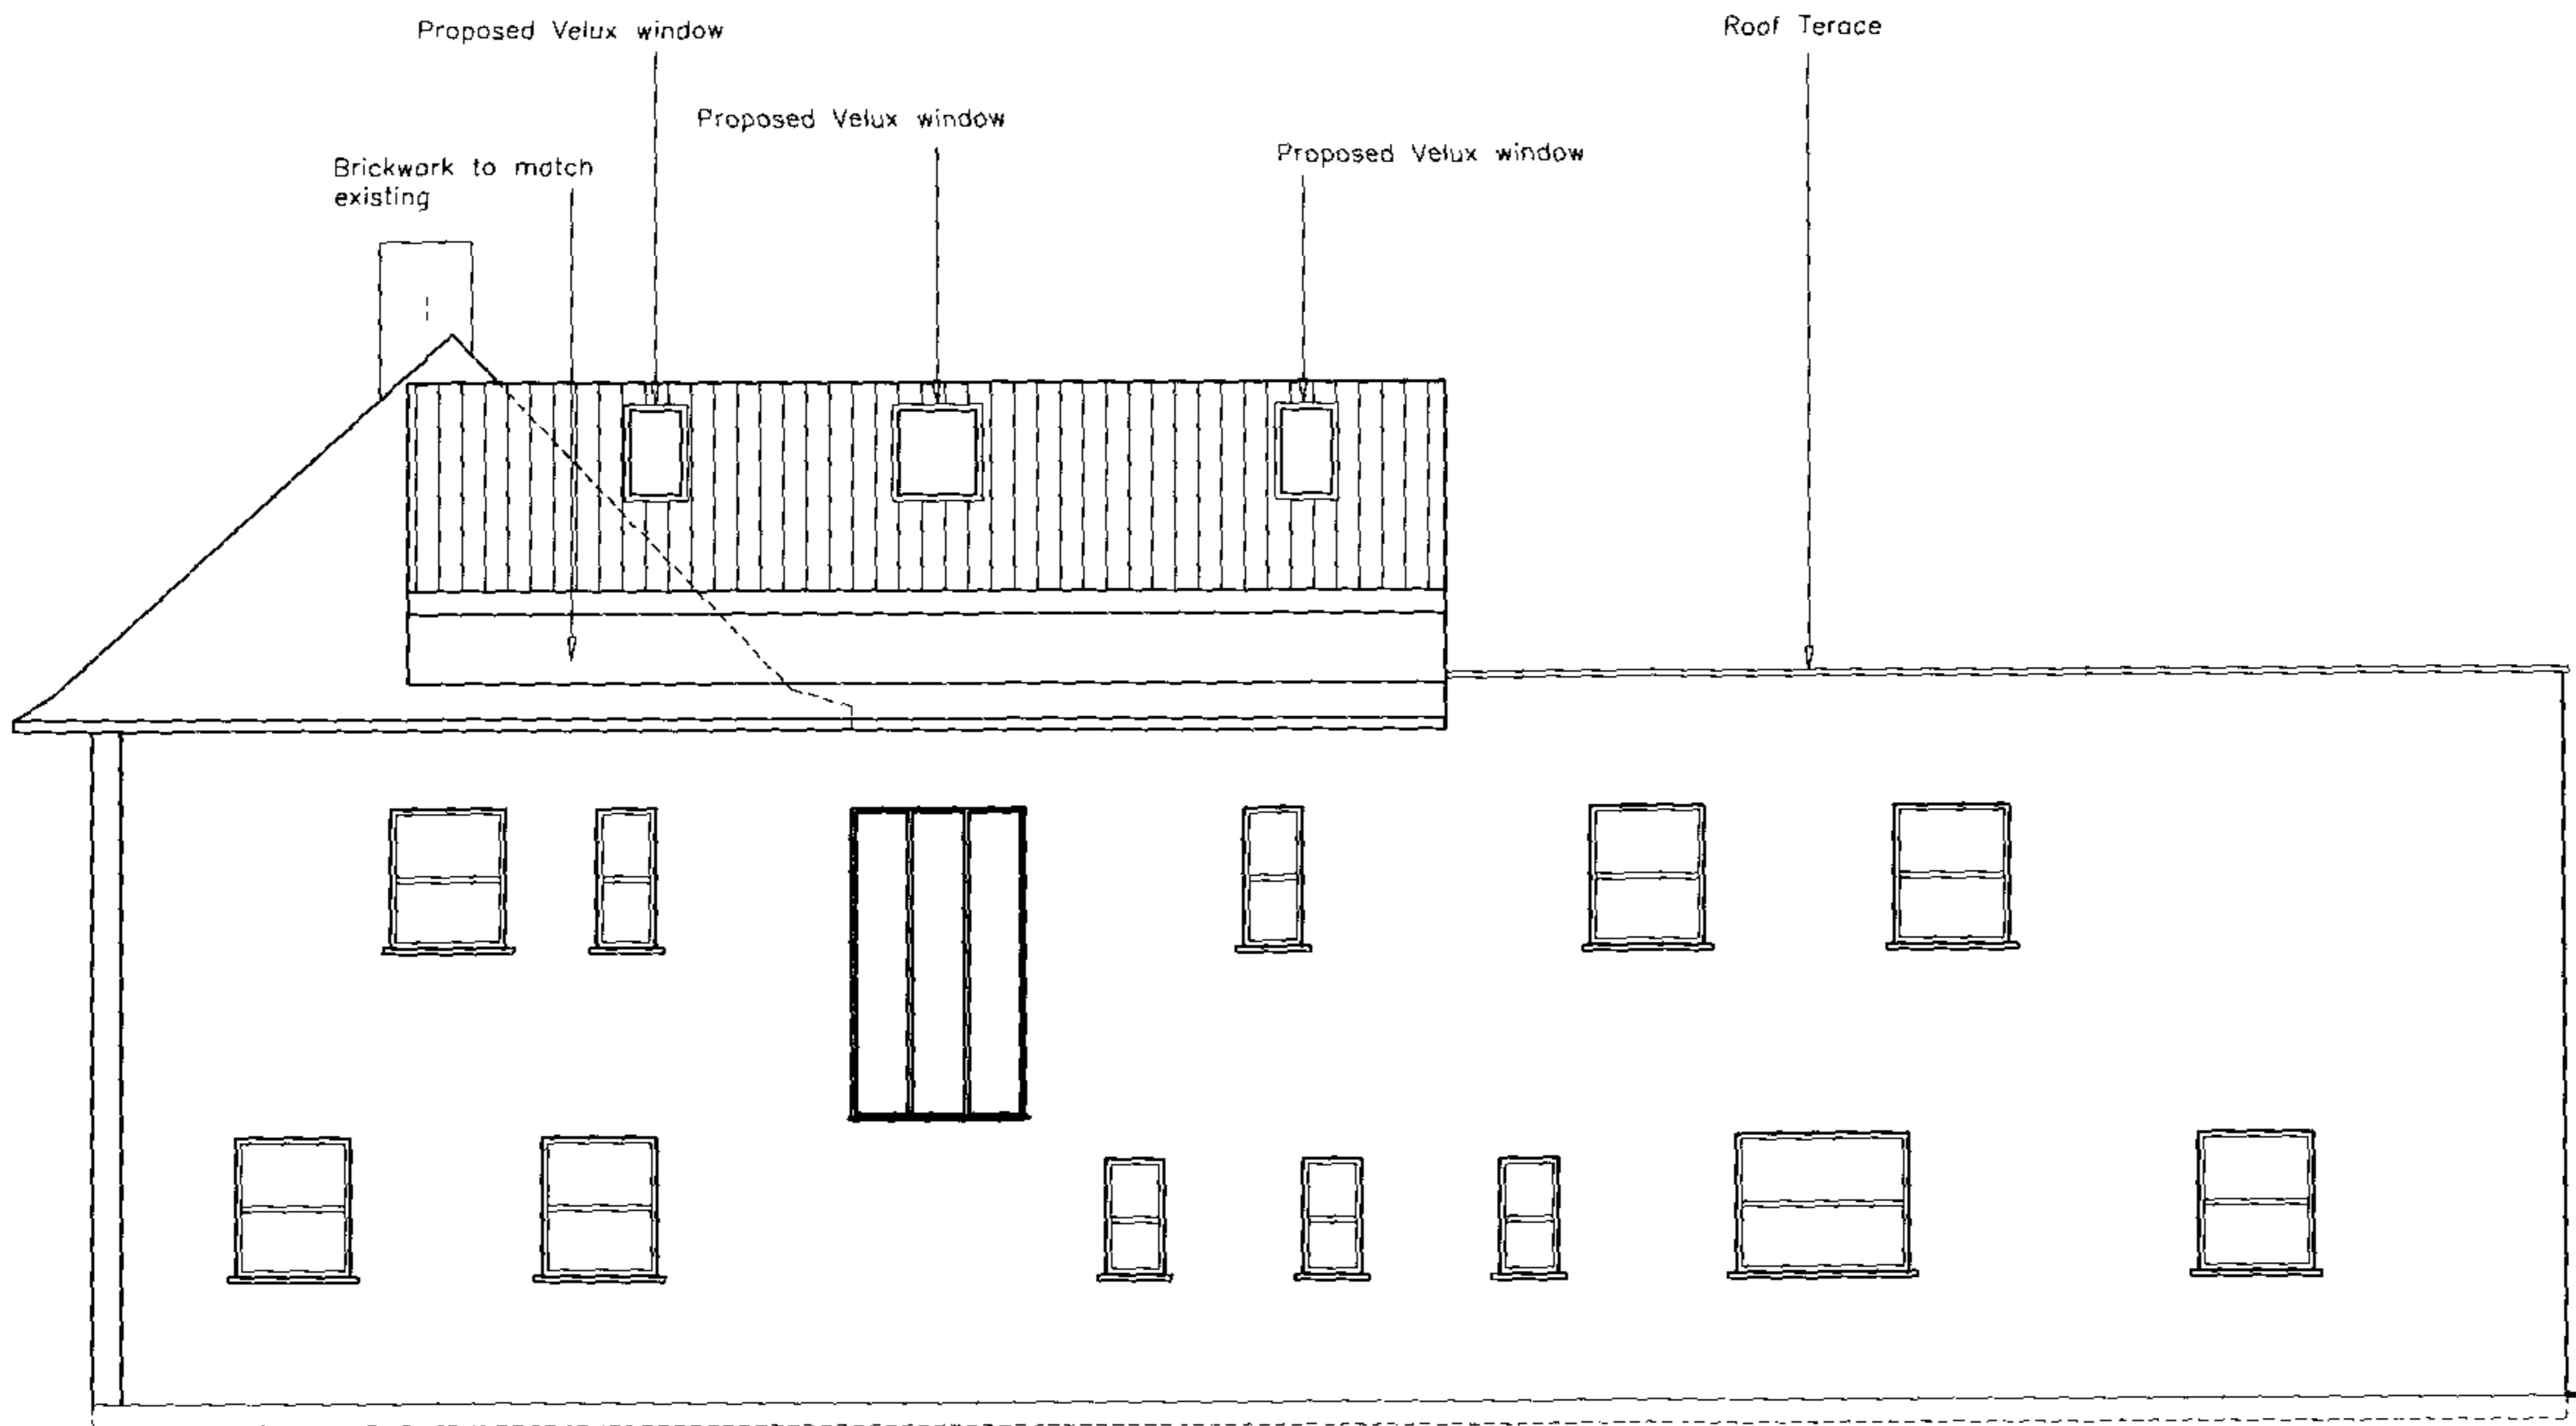 Proposed Velux window
Roof Terace
Proposed Velux window
Proposed Velux window
Brickwork to match
existing